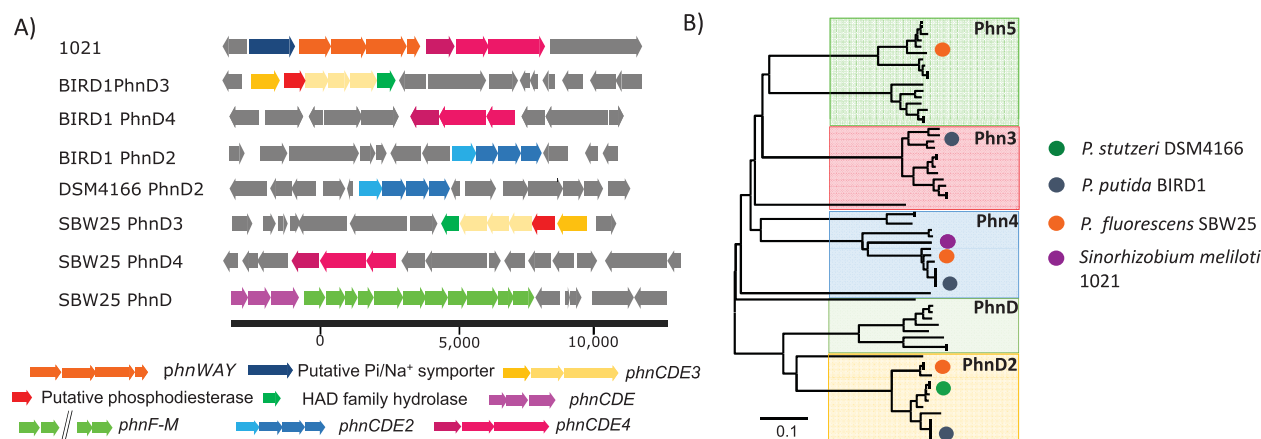 A)
1021
BIRD1PhnD3
BIRD1 PhnD4
BIRD1 PhnD2
DSM4166 PhnD2
SBW25 PhnD3
SBW25 PhnD4
SBW25 PhnD
0 5,000 10,000
phnWAY Putative Pi/Na⁺ symporter phnCDE3
Putative phosphodiesterase HAD family hydrolase phnCDE
phnF-M phnCDE2 phnCDE4
B)
Phn5
Phn3
Phn4
PhnD
PhnD2
0.1
P. stutzeri DSM4166
P. putida BIRD1
P. fluorescens SBW25
Sinorhizobium meliloti
1021